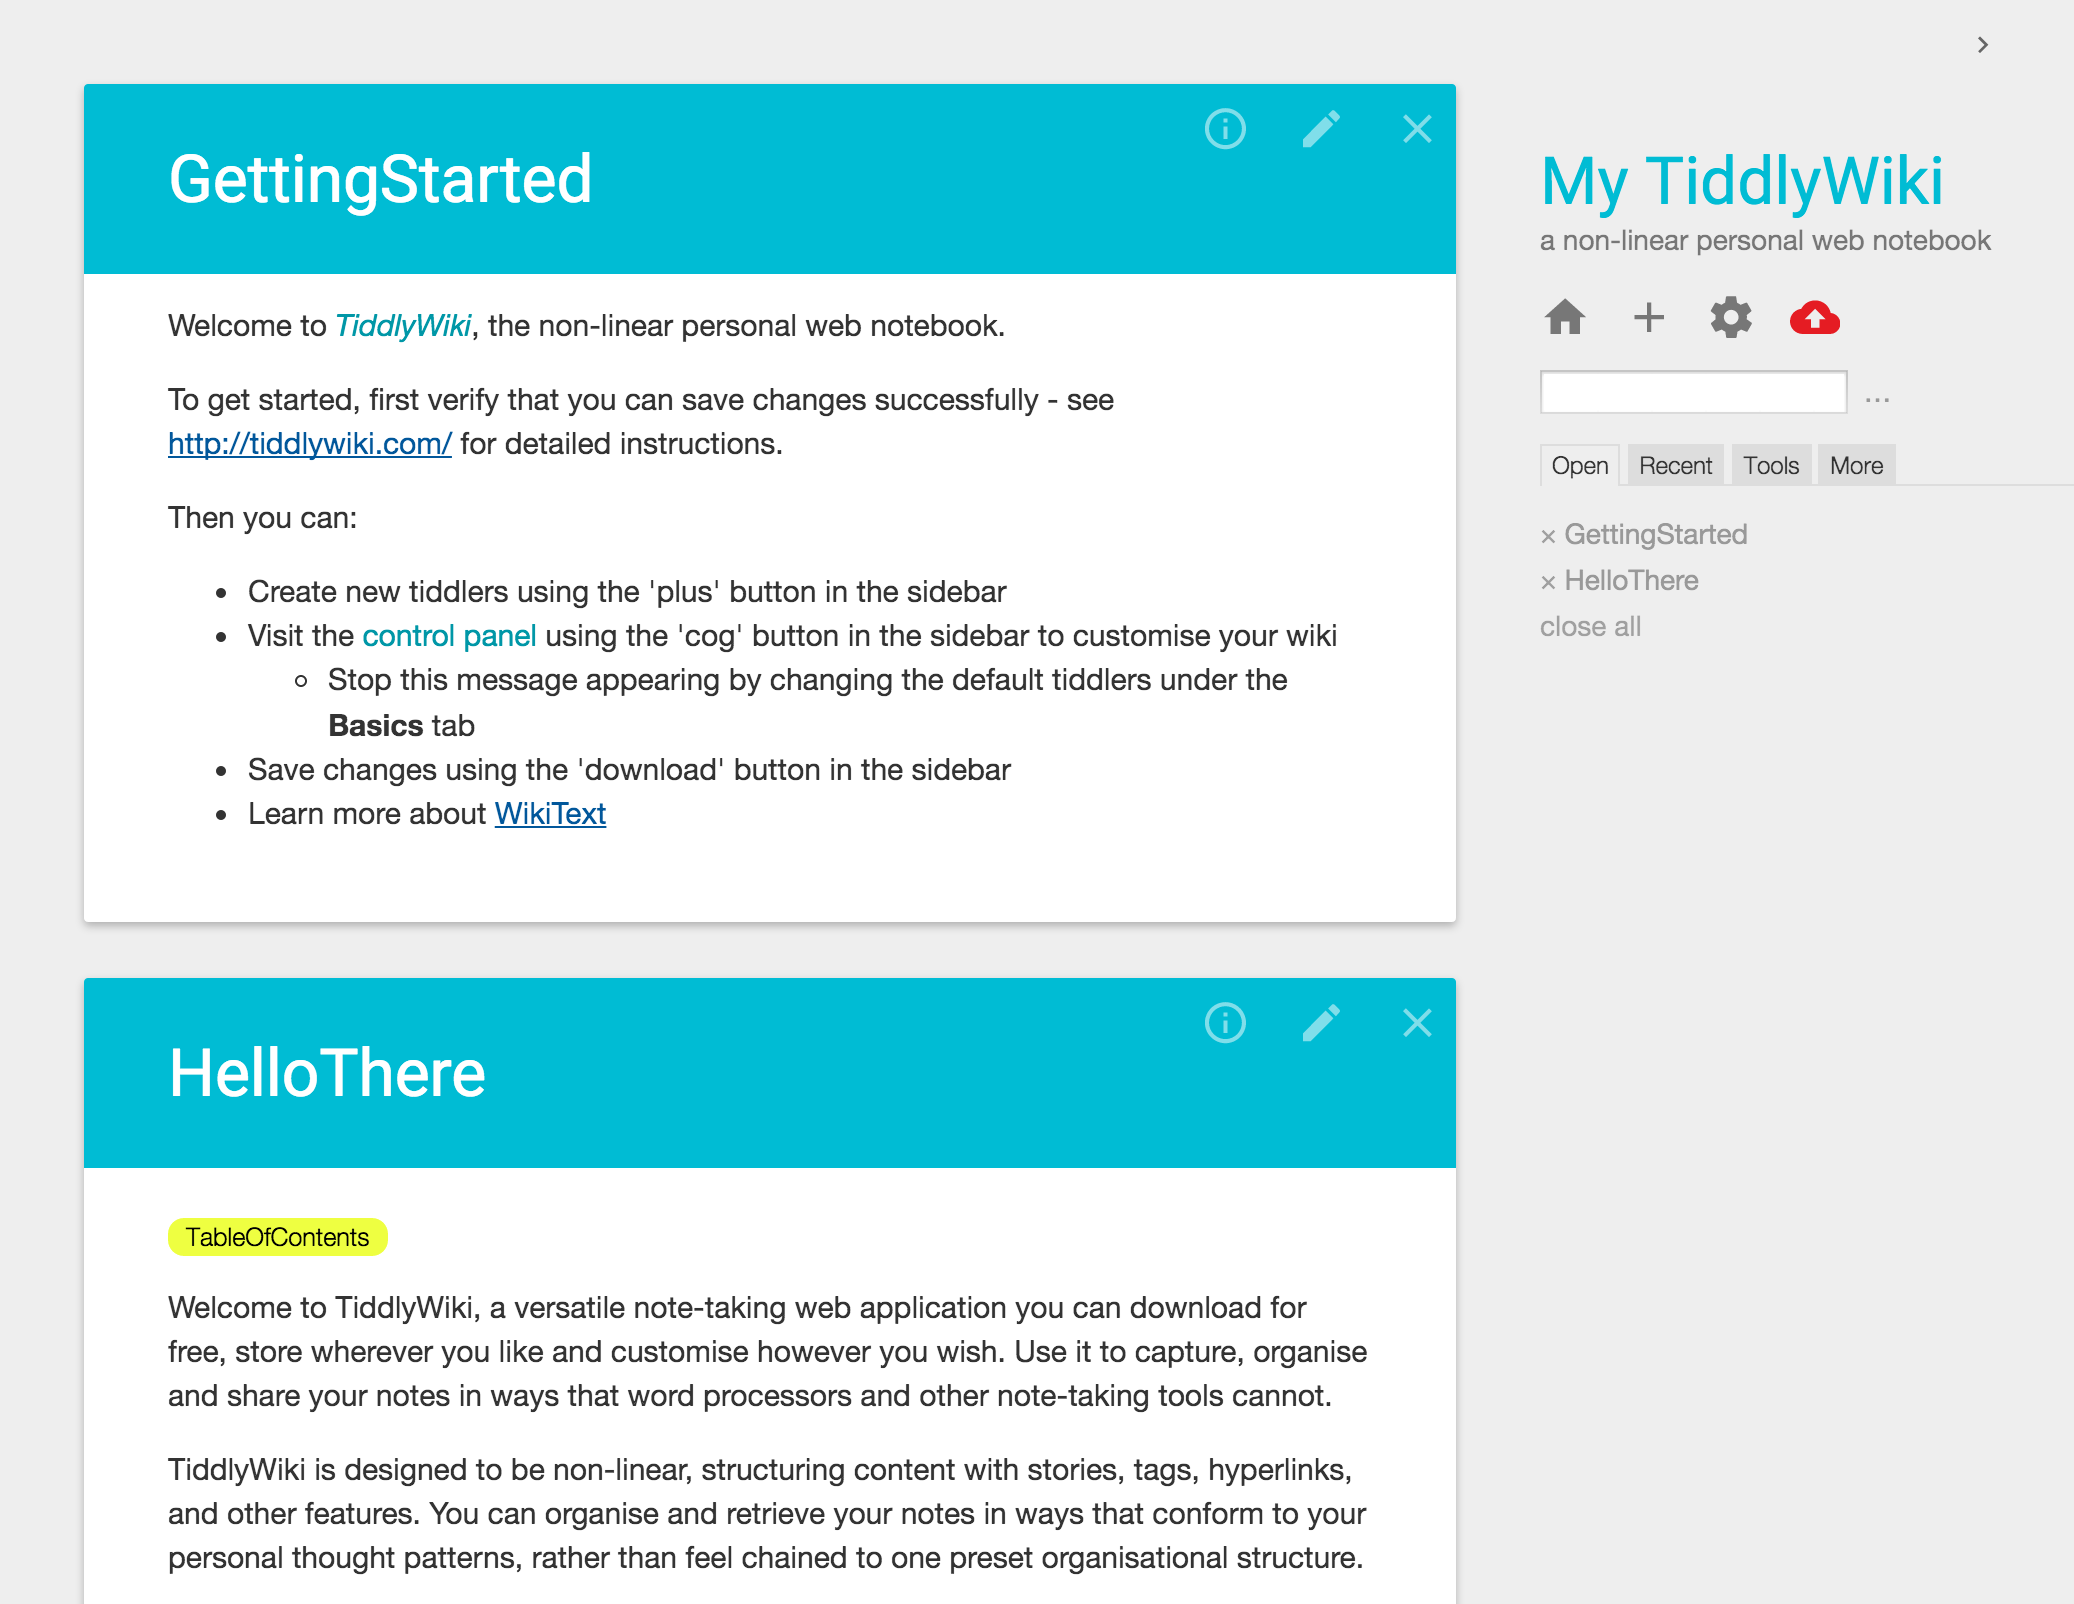 GettingStarted
Welcome to TiddlyWiki, the non-linear personal web notebook.
To get started, first verify that you can save changes successfully - see
http://tiddlywiki.com/ for detailed instructions.
Then you can:
Create new tiddlers using the 'plus' button in the sidebar
Visit the control panel using the 'cog' button in the sidebar to customise your wiki
Stop this message appearing by changing the default tiddlers under the
Basics tab
Save changes using the 'download' button in the sidebar
Learn more about WikiText
HelloThere
TableOfContents
Welcome to TiddlyWiki, a versatile note-taking web application you can download for
free, store wherever you like and customise however you wish. Use it to capture, organise
and share your notes in ways that word processors and other note-taking tools cannot.
TiddlyWiki is designed to be non-linear, structuring content with stories, tags, hyperlinks,
and other features. You can organise and retrieve your notes in ways that conform to your
personal thought patterns, rather than feel chained to one preset organisational structure.
My TiddlyWiki
a non-linear personal web notebook
...
Open Recent Tools More
× GettingStarted
× HelloThere
close all